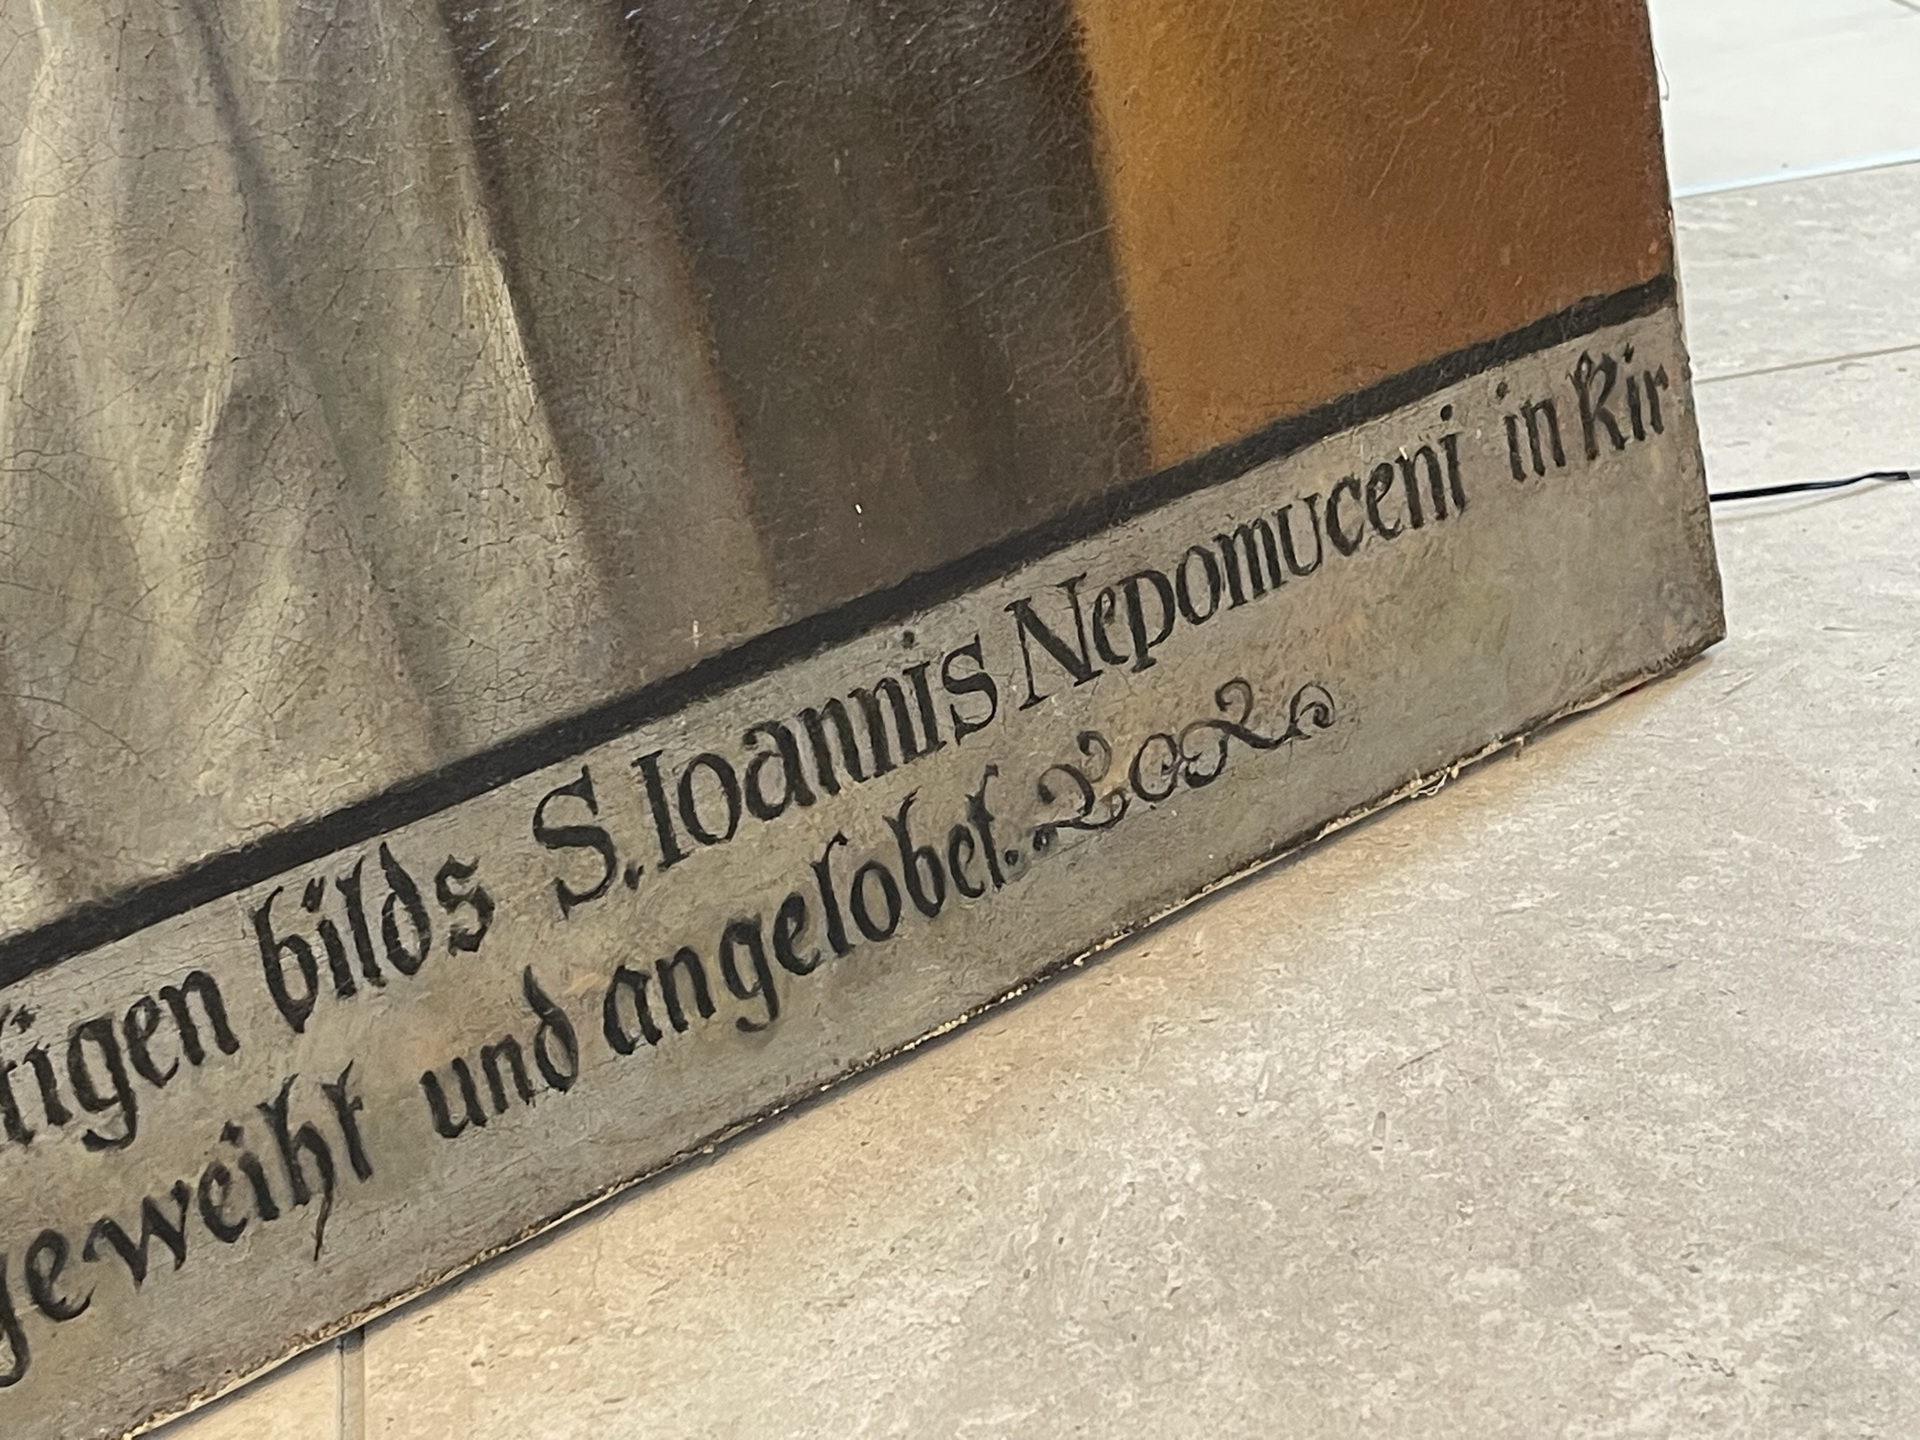 tigen bilds S. Ioannis Nepomuceni in Kir
geweiht und angelobet.